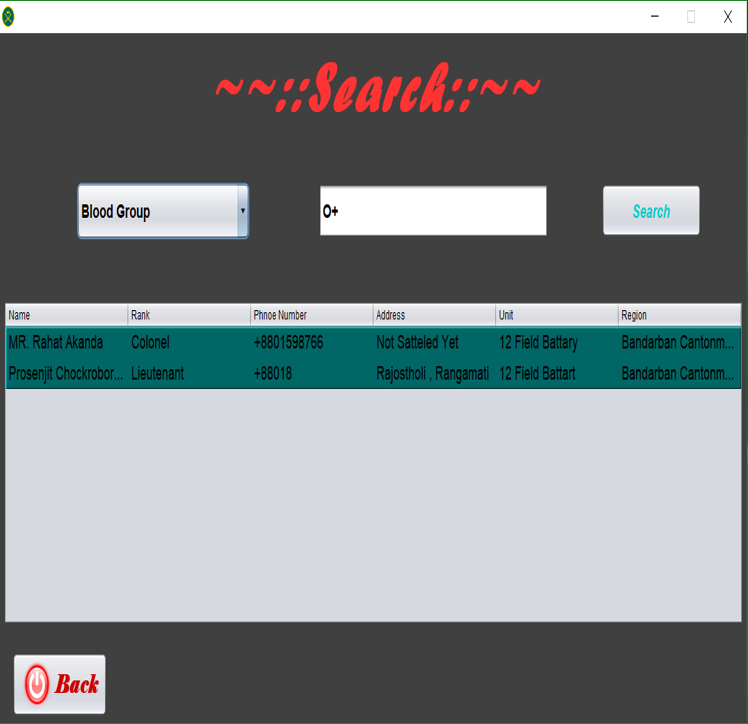 ~~::Search::~~
Blood Group O+ Search
Name Rank Phnoe Number Address Unit Region
MR. Rahat Akanda Colonel +8801598766 Not Satteled Yet 12 Field Battary Bandarban Cantonm...
Prosenjit Chockrobor... Lieutenant +88018 Rajostholi , Rangamati 12 Field Battart Bandarban Cantonm...
Back